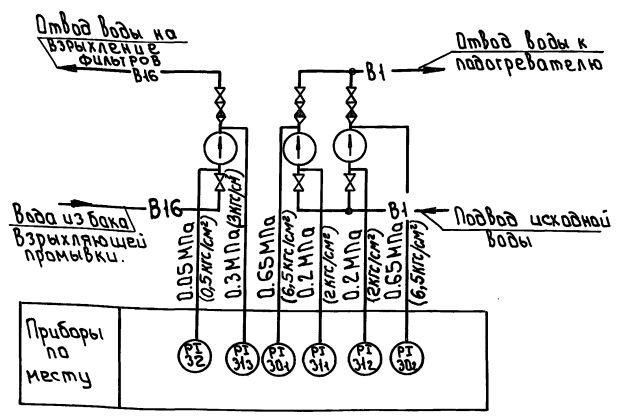 Отвод воды на
взрыхление
фильтров
В16
Отвод воды к
подогревателю
В1
Вода из бака
взрыхляющей
промывки.
В16
В1
Подвод исходной
воды
0.05 МПа
(0,5 кгс/см²)
0.3 МПа (3 кгс/см²)
0.65 МПа
(6,5 кгс/см²)
0.2 МПа
(2 кгс/см²)
0.2 МПа
(2 кгс/см²)
0.65 МПа
(6,5 кгс/см²)
Приборы
по
месту
PI
32
PI
313
PI
301
PI
311
PI
312
PI
302